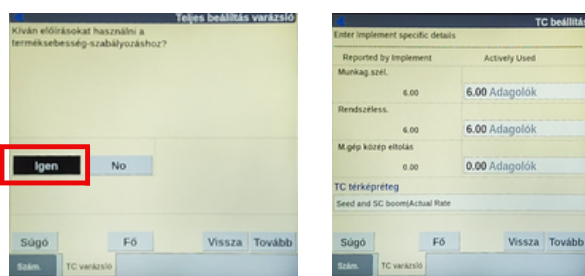 Teljes beállítás varázsló
Kíván előírásokat használni a
terméksebesség-szabályozáshoz?
Igen
No
Súgó
Fő
Vissza
Tovább
Szám.
TC varázsló
TC beállítás
Enter Implement specific details
Reported by Implement
Actively Used
Munkag.szél.
6.00
6.00 Adagolók
Rendszéless.
6.00
6.00 Adagolók
M.gép közép eltolás
0.00
0.00 Adagolók
TC térképréteg
Seed and SC boom|Actual Rate
Súgó
Fő
Vissza
Tovább
Szám.
TC varázsló